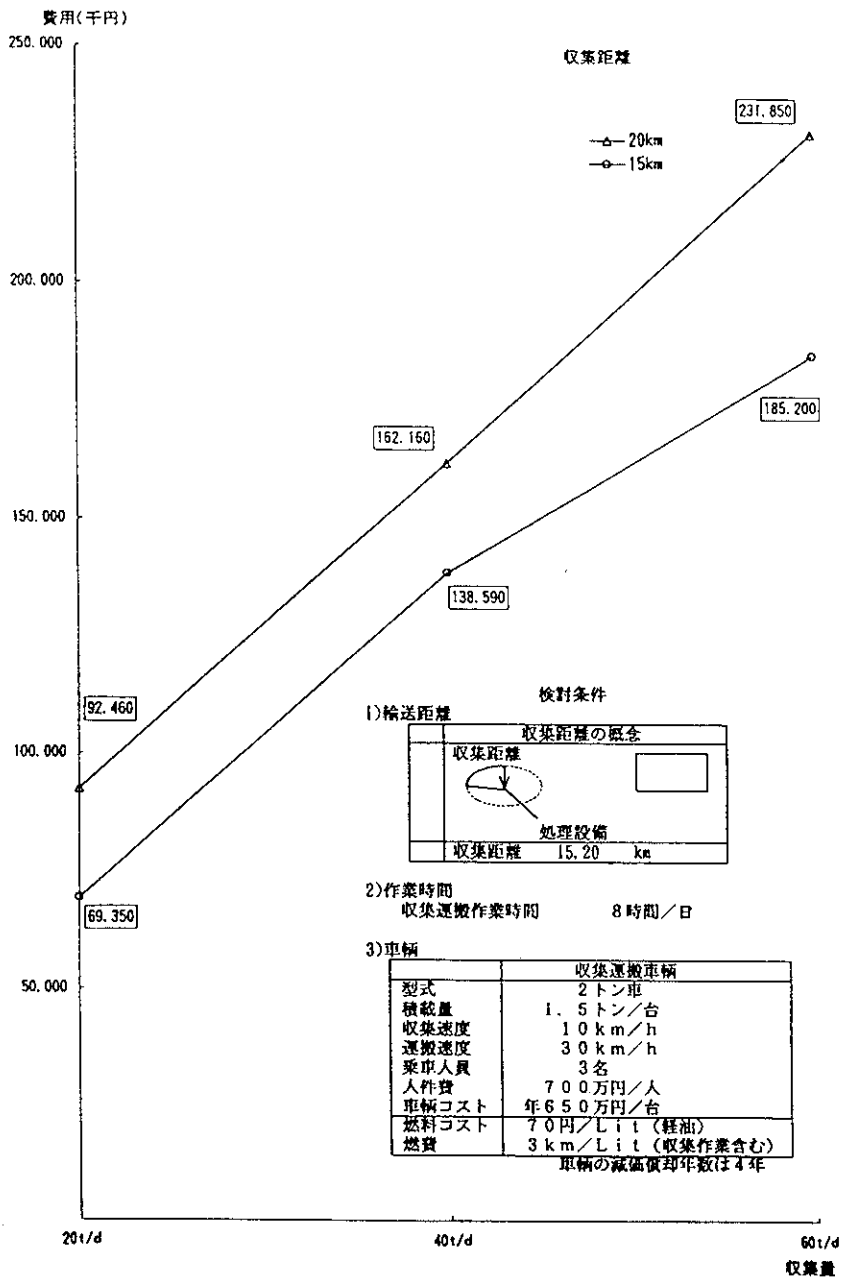 費用(千円)
250.000
収集距離
231.850
20km
15km
200.000
185.200
162.160
150.000
138.590
92.460
検討条件
1)輸送距離
収集距離の概念
100.000
収集距離
処理設備
収集距離 15.20 km
2)作業時間
収集運搬作業時間 8時間/日
69.350
3)車輌
収集運搬車輌
50.000
型式 2トン車
積載量 1.5トン/台
収集速度 10km/h
運搬速度 30km/h
乗車人員 3名
人件費 700万円/人
車輌コスト 年650万円/台
燃料コスト 70円/Lit(軽油)
燃費 3km/Lit(収集作業含む)
車輌の減価償却年数は4年
20t/d 40t/d 60t/d
収集量